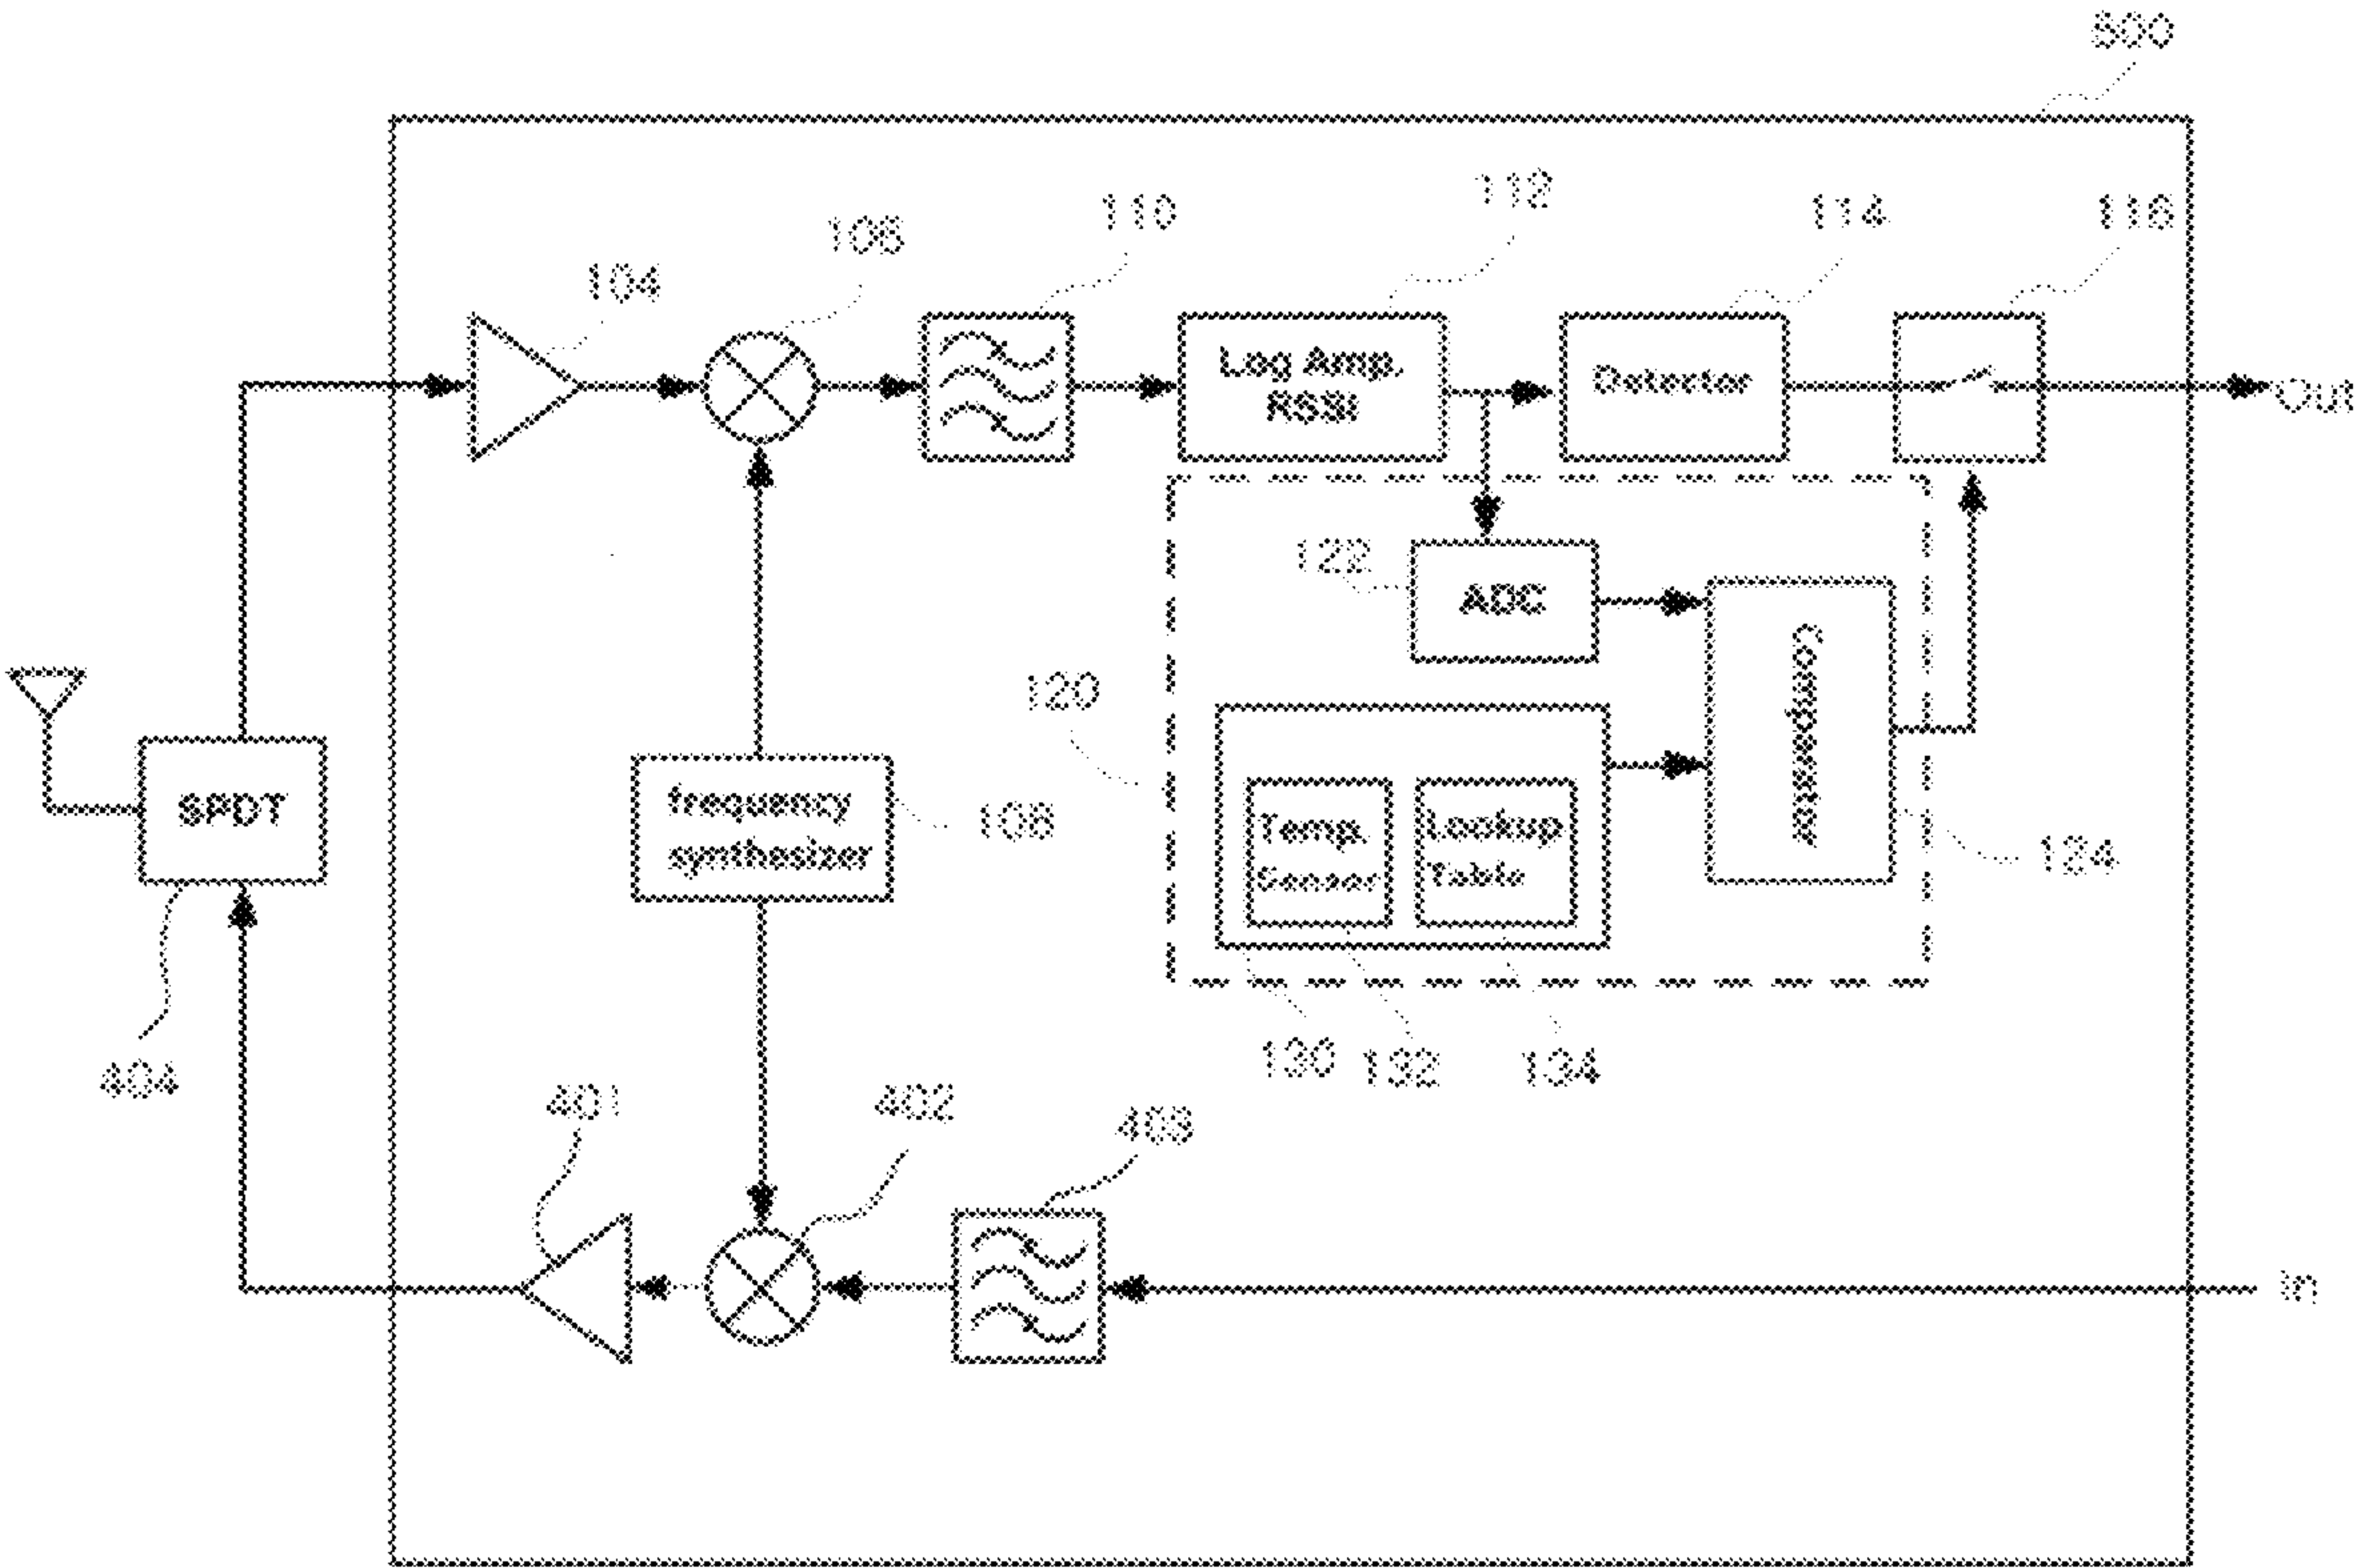 500
112
110
114
116
106
104
Log Amp.
RSSI
Detector
Out
122
ADC
120
Comparator
SPDT
frequency
synthesizer
108
Temp.
Sensor
Lookup
Table
124
130
132
134
404
401
402
403
in